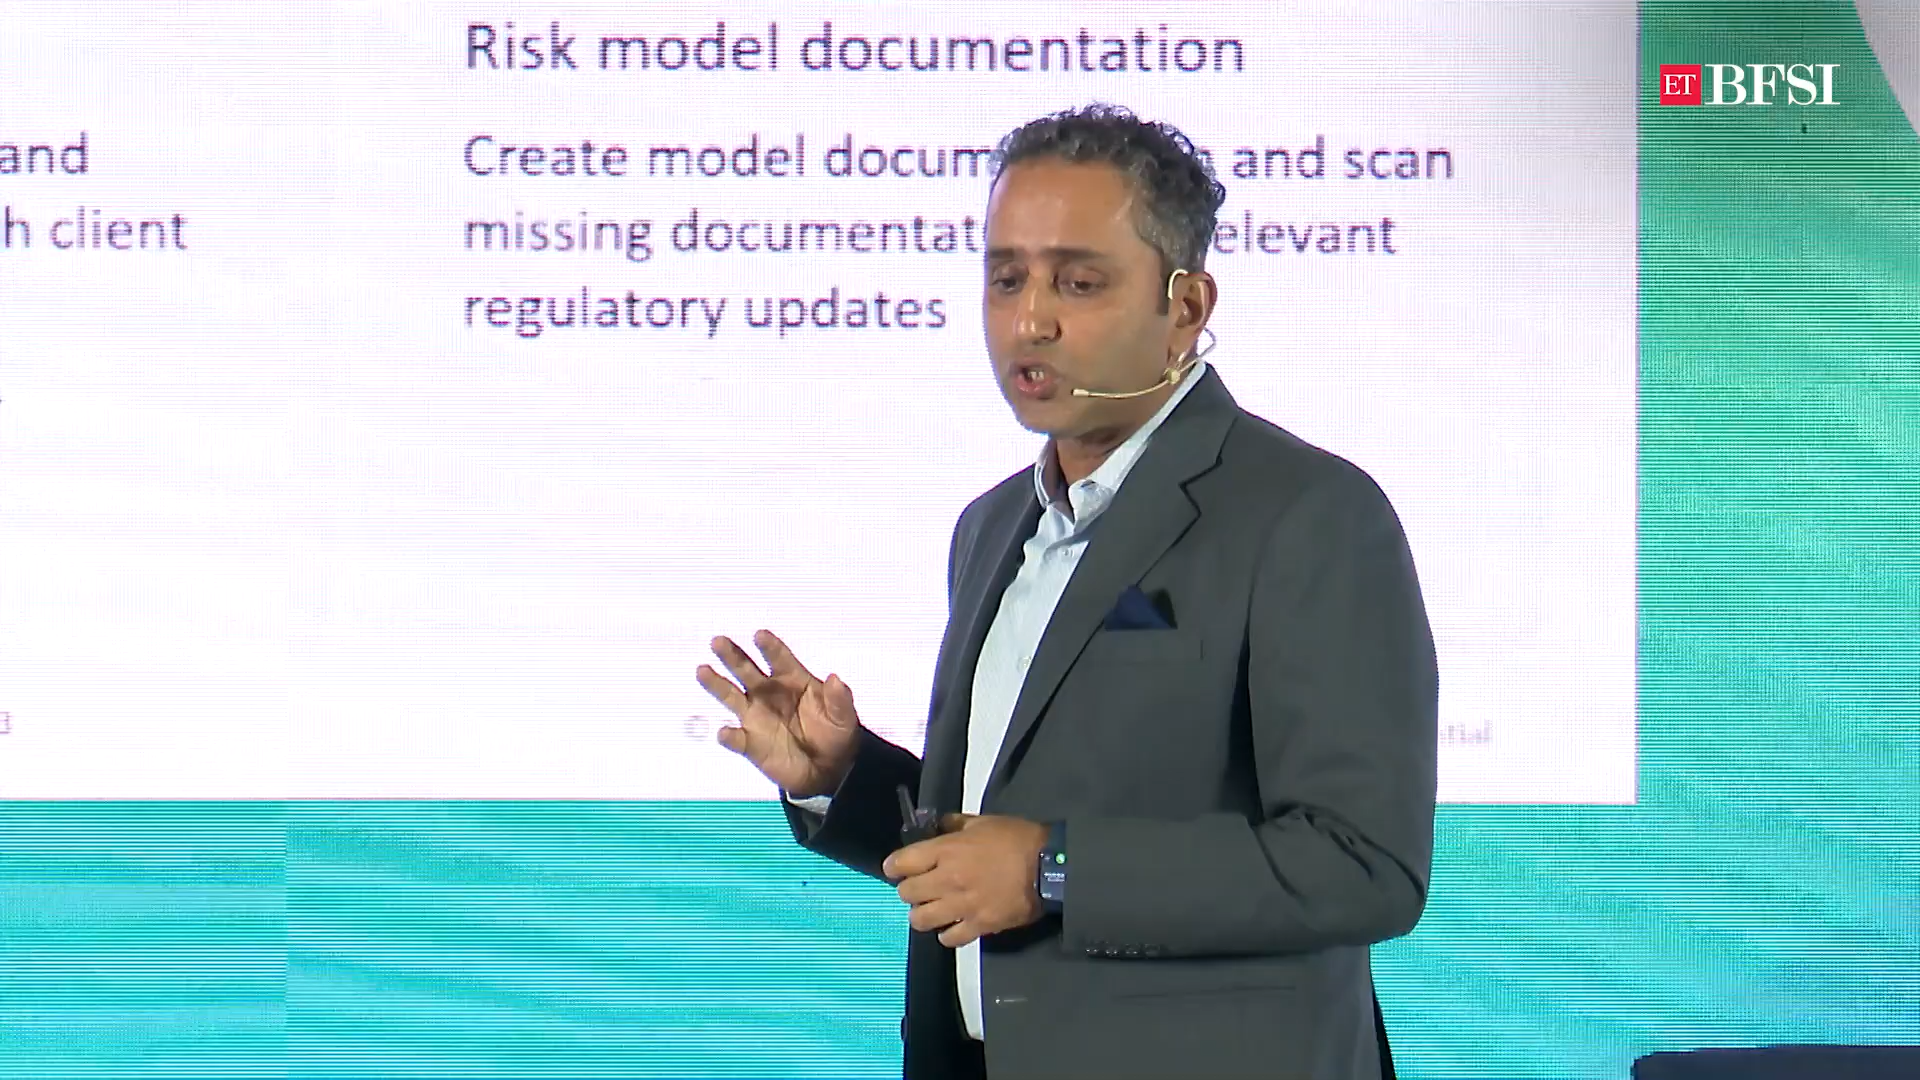 Risk model documentation
ET BFSI
and
h client
Create model docum and scan
missing documentat elevant
regulatory updates
©